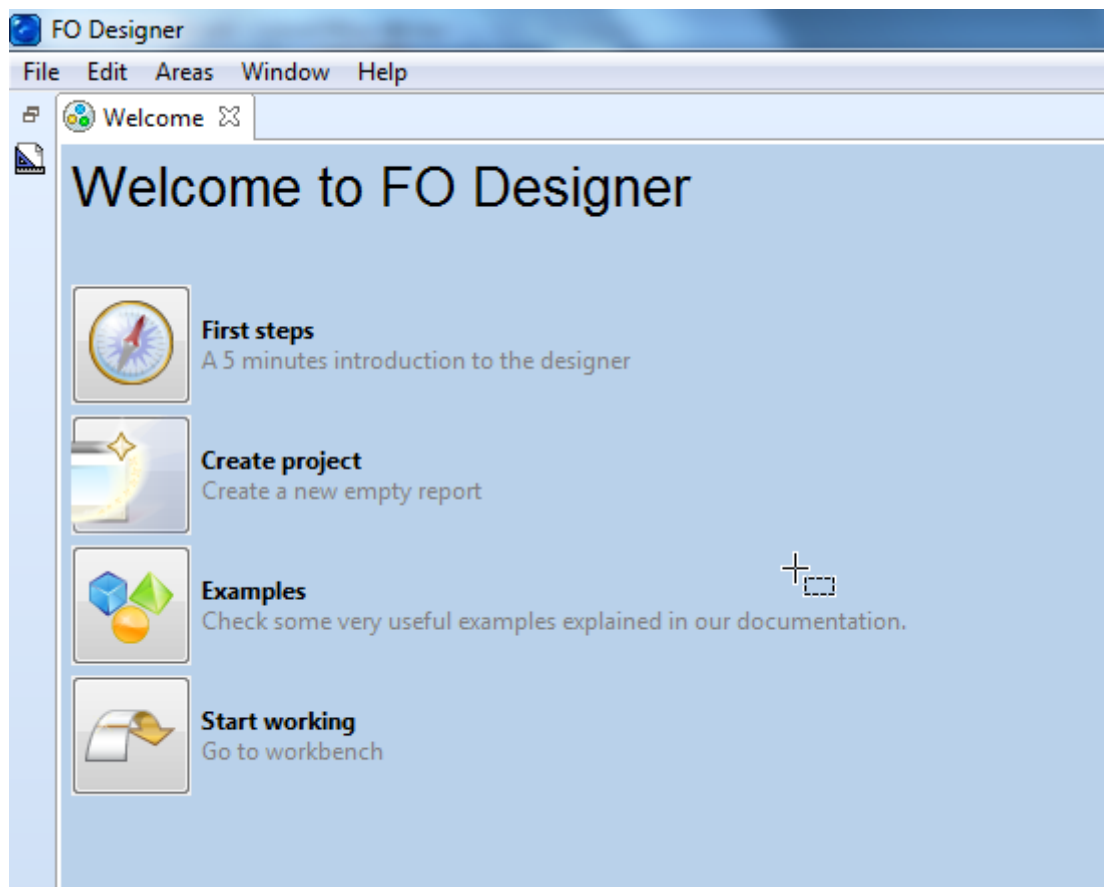 FO Designer
File Edit Areas Window Help
Welcome
Welcome to FO Designer
First steps
A 5 minutes introduction to the designer
Create project
Create a new empty report
Examples
Check some very useful examples explained in our documentation.
Start working
Go to workbench